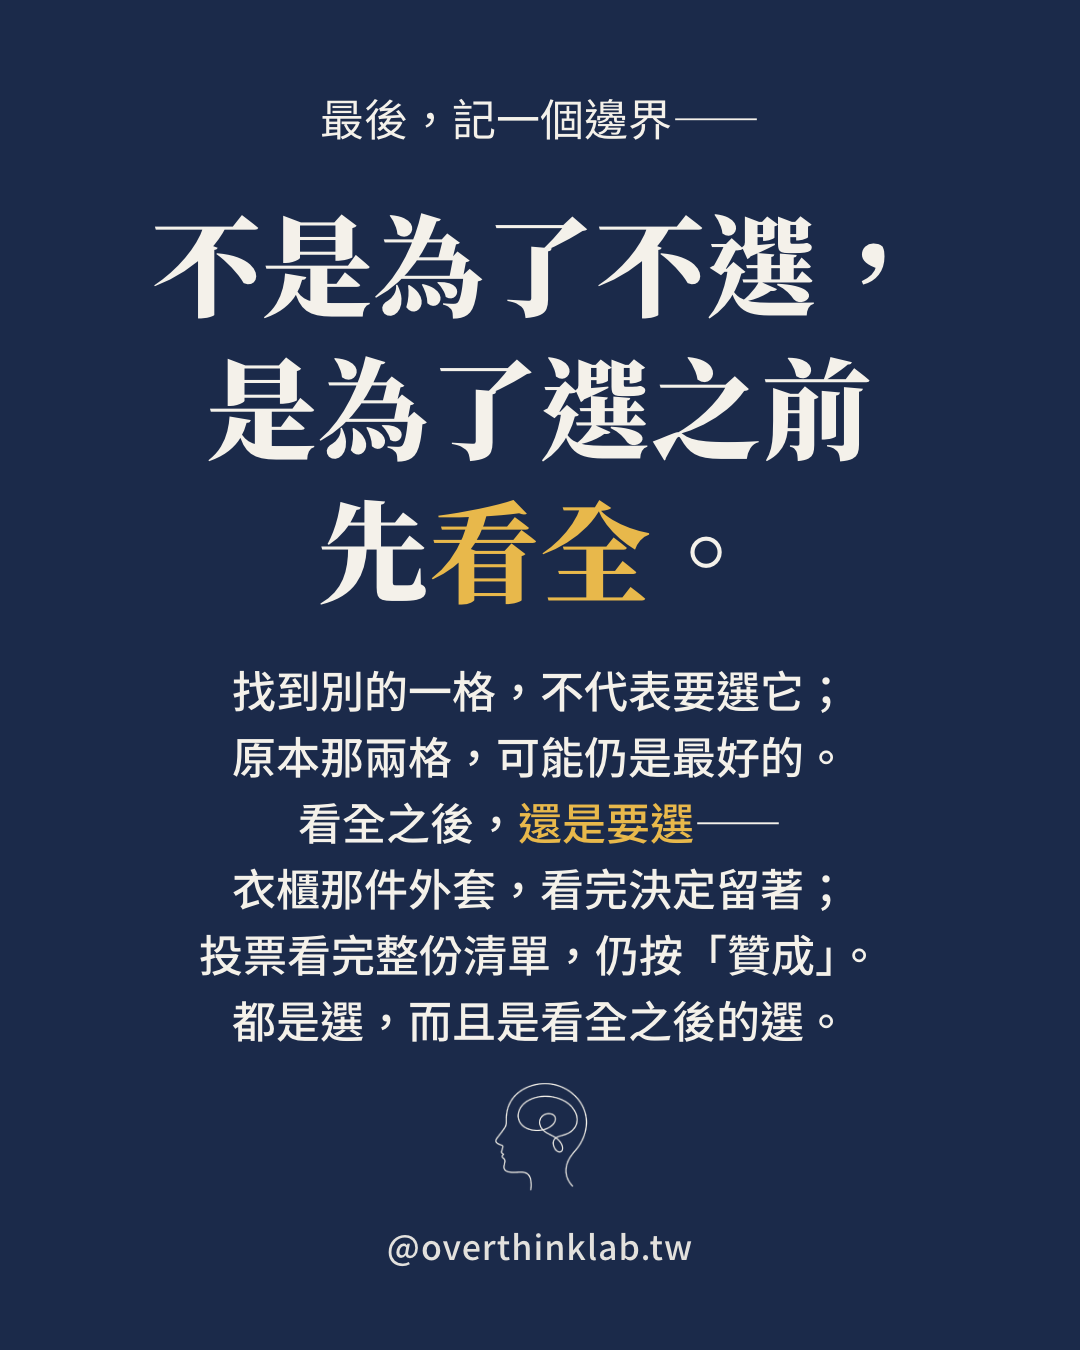 最後，記一個邊界——
不是為了不選，
是為了選之前
先看全。
找到別的一格，不代表要選它；
原本那兩格，可能仍是最好的。
看全之後，還是要選——
衣櫃那件外套，看完決定留著；
投票看完整份清單，仍按「贊成」。
都是選，而且是看全之後的選。
@overthinklab.tw